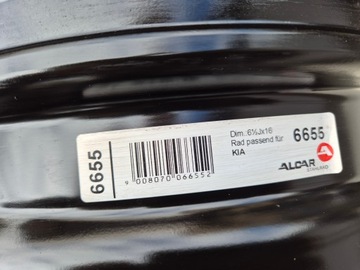 6655
9 008070 066552
Dim. 6½Jx16
Rad passend für
KIA
6655
ALCAR
STAHLRAD